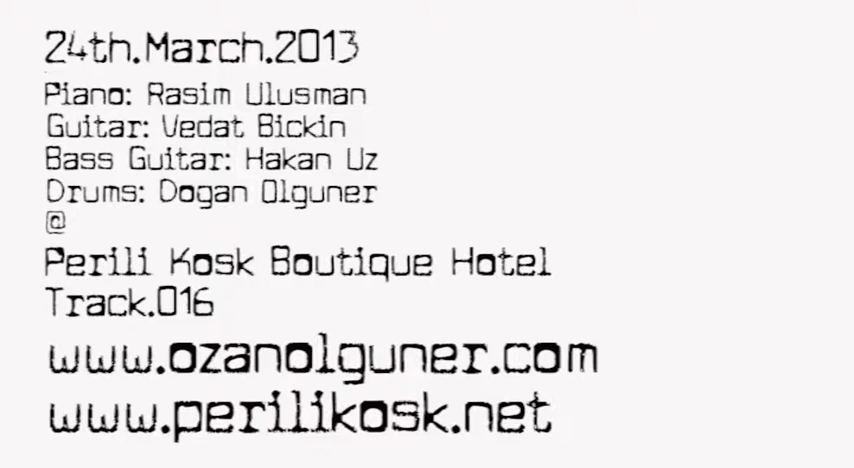 24th.March.2013
Piano: Rasim Ulusman
Guitar: Vedat Bickin
Bass Guitar: Hakan Uz
Drums: Dogan Olguner
@
Perili Kosk Boutique Hotel
Track.016
www.ozanolguner.com
www.perilikosk.net